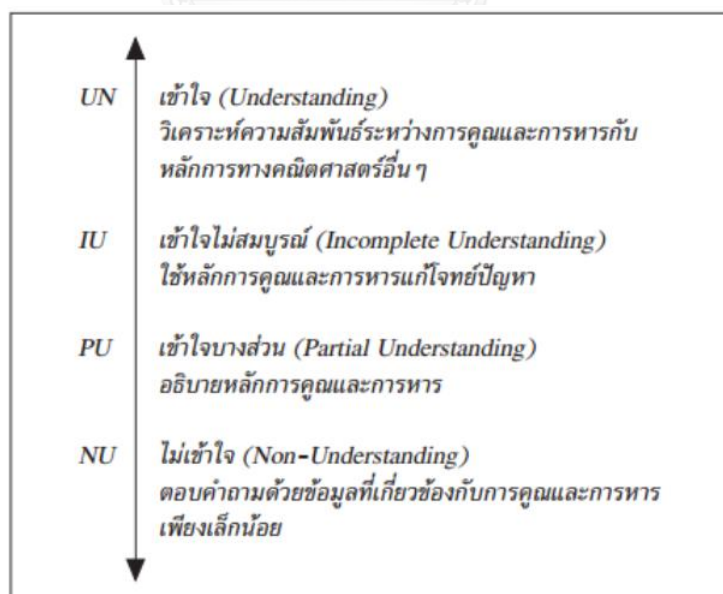 UN เข้าใจ (Understanding)
วิเคราะห์ความสัมพันธ์ระหว่างการคูณและการหารกับ
หลักการทางคณิตศาสตร์อื่น ๆ
IU เข้าใจไม่สมบูรณ์ (Incomplete Understanding)
ใช้หลักการคูณและการหารแก้โจทย์ปัญหา
PU เข้าใจบางส่วน (Partial Understanding)
อธิบายหลักการคูณและการหาร
NU ไม่เข้าใจ (Non-Understanding)
ตอบคำถามด้วยข้อมูลที่เกี่ยวข้องกับการคูณและการหาร
เพียงเล็กน้อย